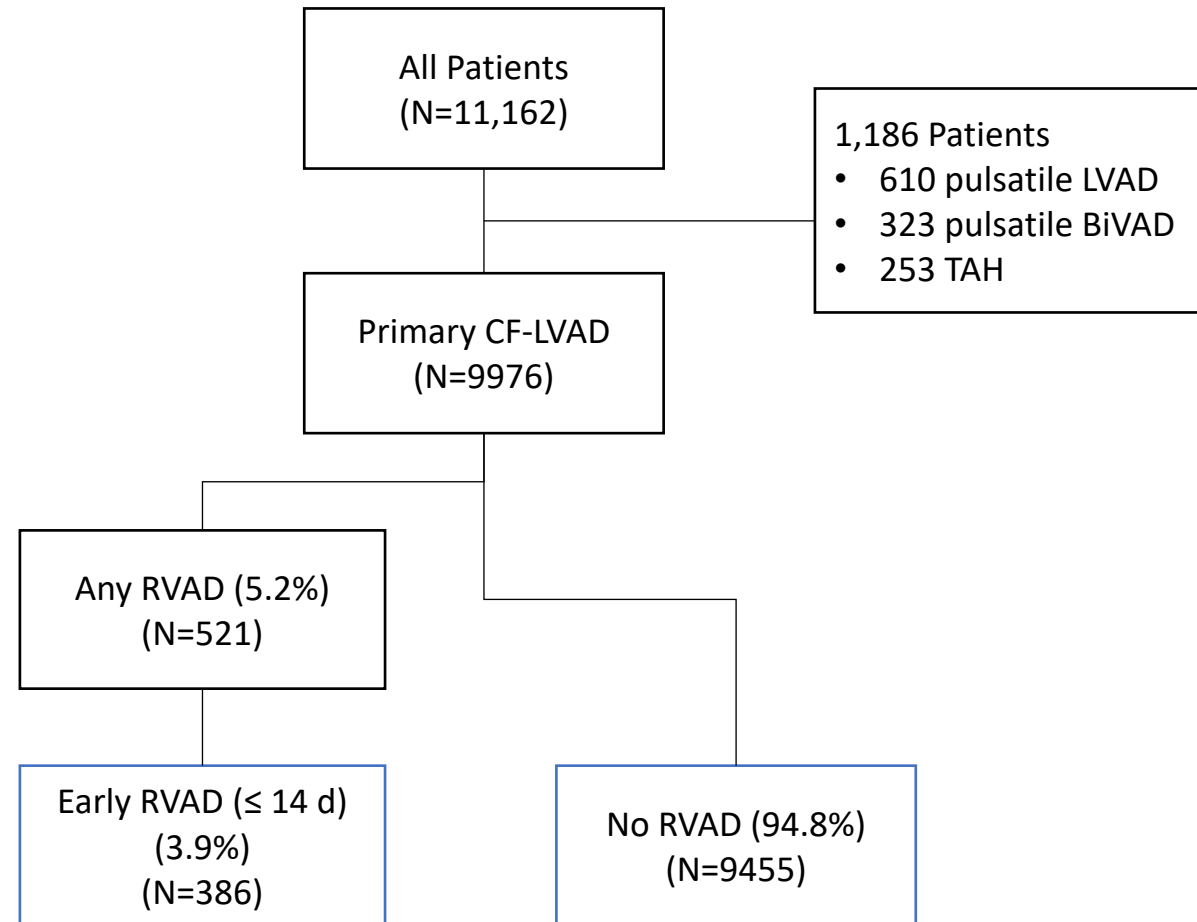 All Patients
(N=11,162)
1,186 Patients
• 610 pulsatile LVAD
• 323 pulsatile BiVAD
• 253 TAH
Primary CF-LVAD
(N=9976)
Any RVAD (5.2%)
(N=521)
Early RVAD (≤ 14 d)
(3.9%)
(N=386)
No RVAD (94.8%)
(N=9455)